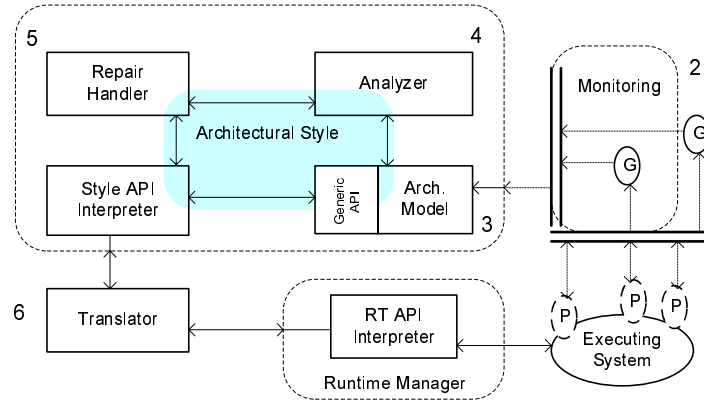 5
4
2
Repair
Handler
Analyzer
Monitoring
Architectural Style
G
G
Style API
Interpreter
Generic
API
Arch.
Model
3
6
Translator
RT API
Interpreter
Runtime Manager
P
P
P
Executing
System